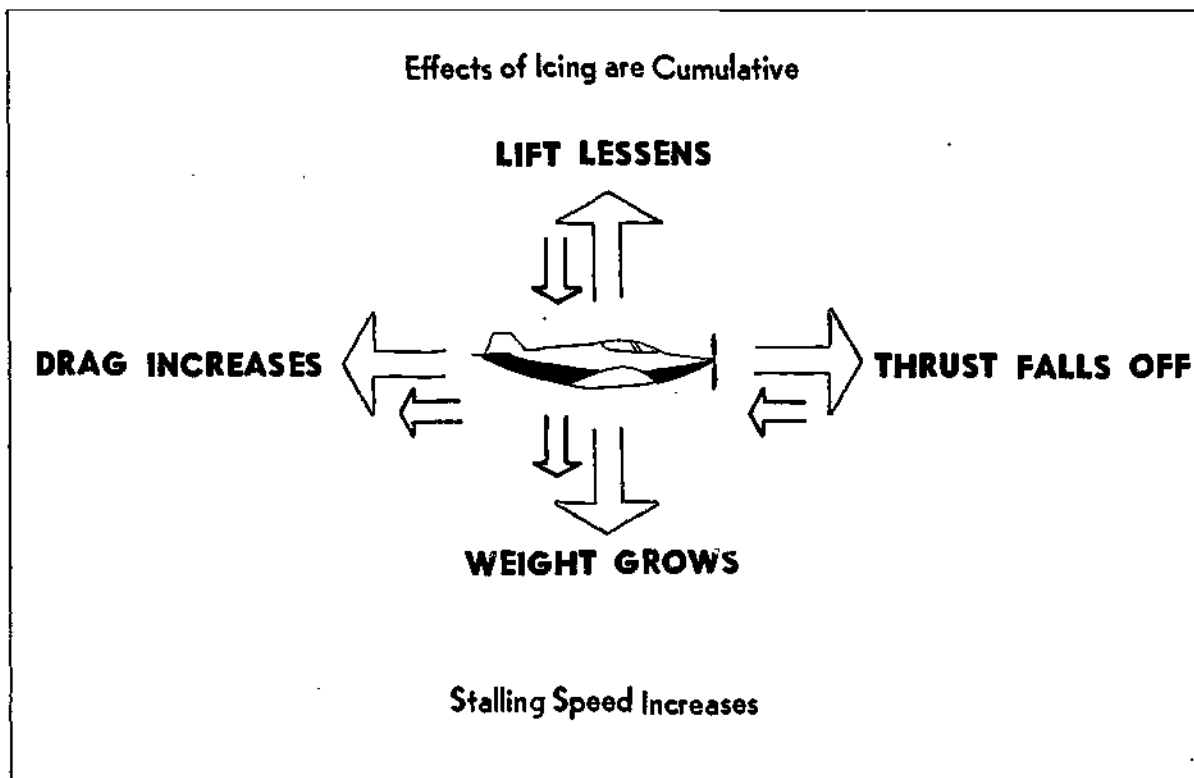 Effects of Icing are Cumulative
LIFT LESSENS
DRAG INCREASES
THRUST FALLS OFF
WEIGHT GROWS
Stalling Speed Increases